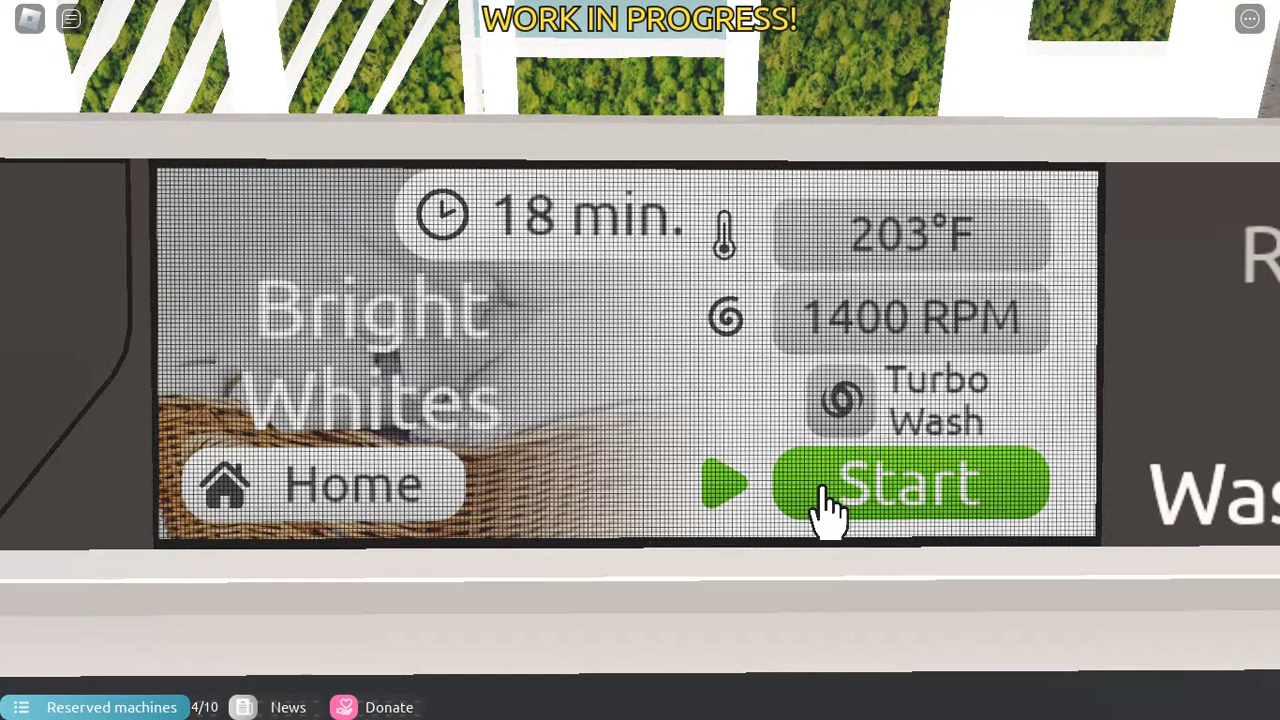 WORK IN PROGRESS!
18 min.
203°F
Bright
Whites
1400 RPM
Turbo
Wash
Home
Start
R
Was
Reserved machines 4/10 News Donate